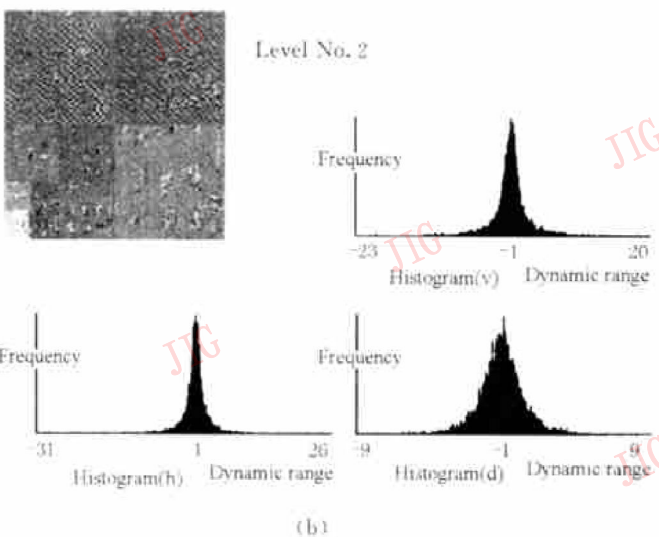 JIG
Level No. 2
Frequency
JIG
-23 -1 20
JIG
Histogram(v) Dynamic range
Frequency
JIG
Frequency
-31 1 26
-9 -1 9
Histogram(h) Dynamic range
Histogram(d) Dynamic range
JIG
(b)